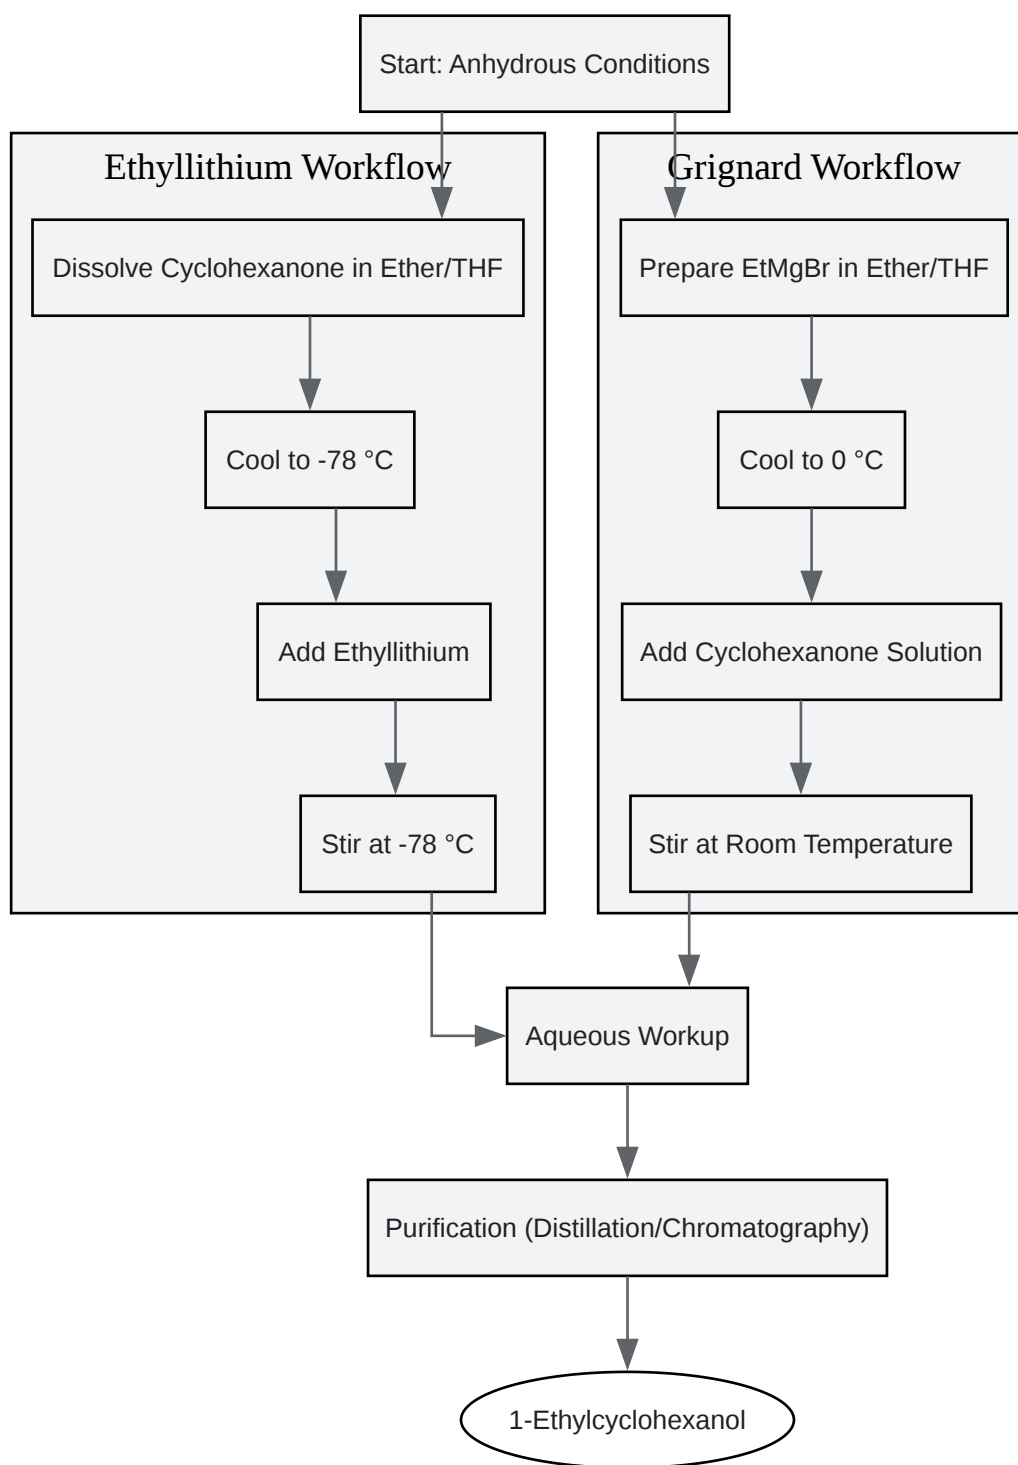 Start: Anhydrous Conditions
Ethyllithium Workflow
Dissolve Cyclohexanone in Ether/THF
Cool to -78 °C
Add Ethyllithium
Stir at -78 °C
Grignard Workflow
Prepare EtMgBr in Ether/THF
Cool to 0 °C
Add Cyclohexanone Solution
Stir at Room Temperature
Aqueous Workup
Purification (Distillation/Chromatography)
1-Ethylcyclohexanol